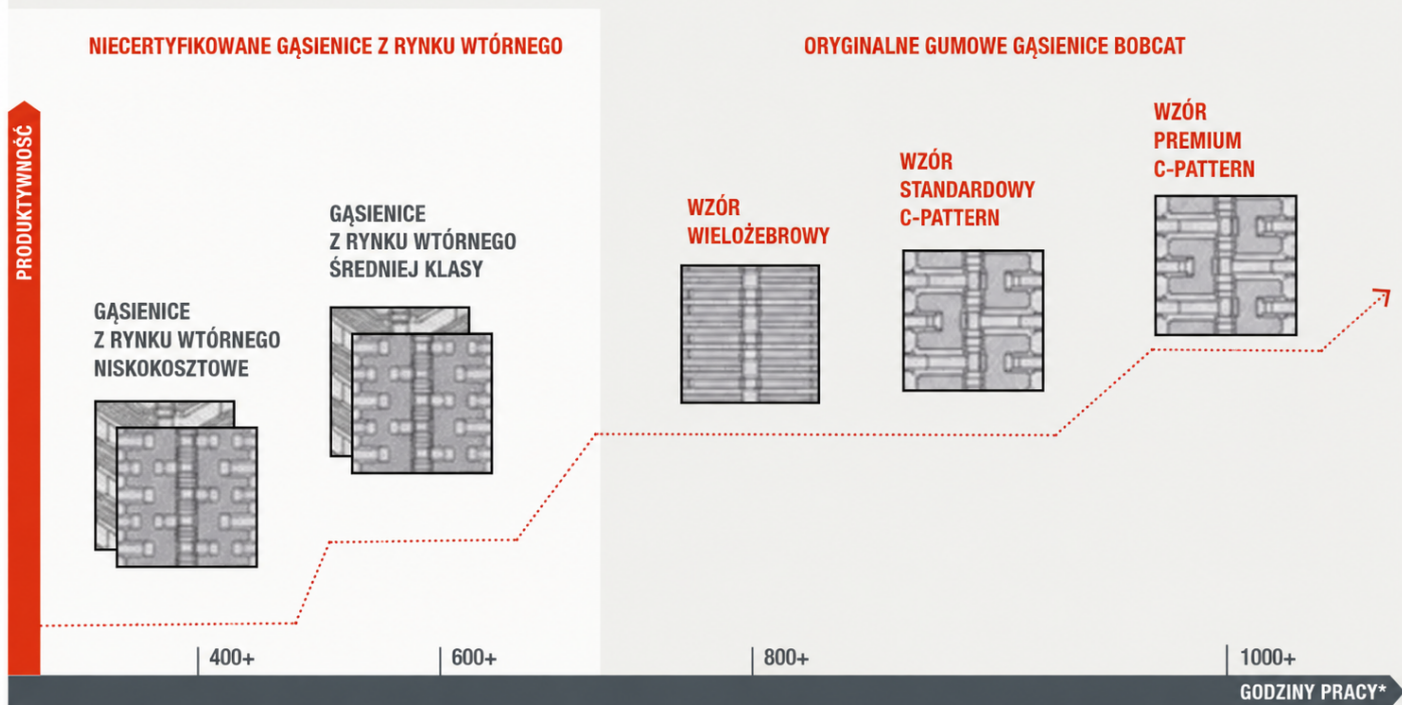 NIECERTYFIKOWANE GĄSIENICE Z RYNKU WTÓRNEGO
ORYGINALNE GUMOWE GĄSIENICE BOBCAT
PRODUKTYWNOŚĆ
GĄSIENICE
Z RYNKU WTÓRNEGO
NISKOKOSZTOWE
GĄSIENICE
Z RYNKU WTÓRNEGO
ŚREDNIEJ KLASY
WZÓR
WIELOŻEBROWY
WZÓR
STANDARDOWY
C-PATTERN
WZÓR
PREMIUM
C-PATTERN
400+
600+
800+
1000+
GODZINY PRACY*